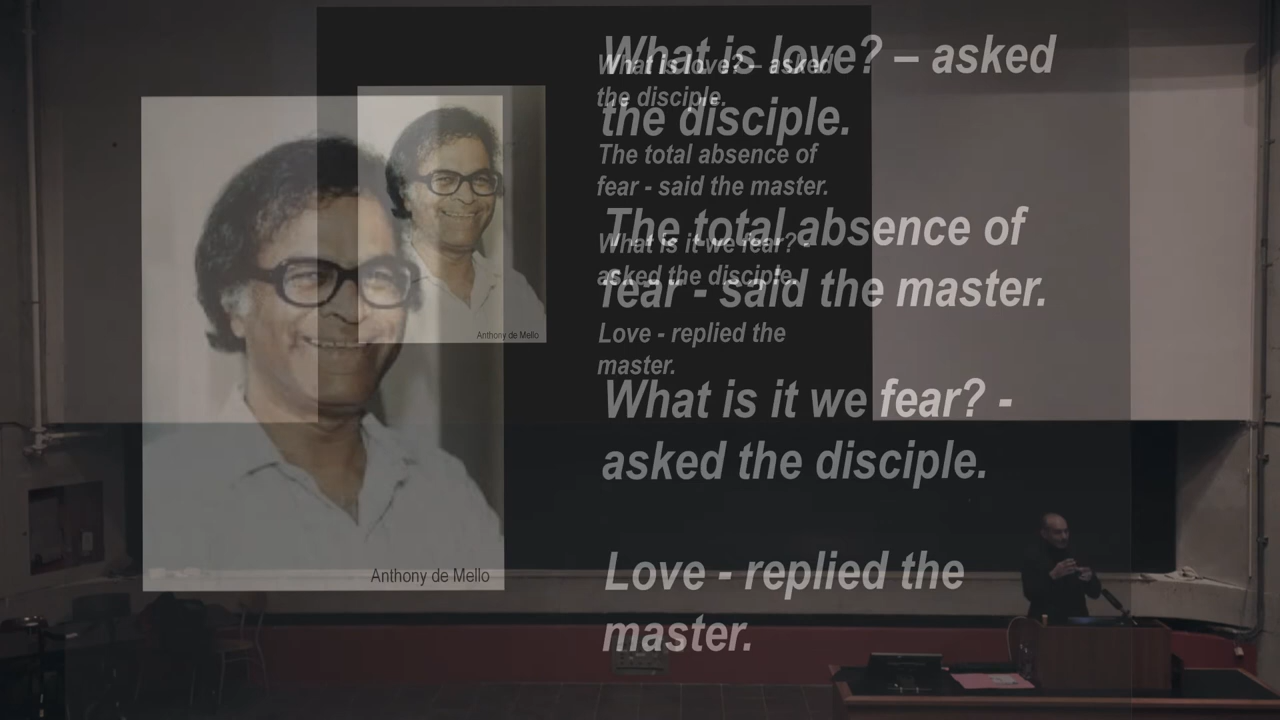 What is love? – asked
the disciple.
The total absence of
fear - said the master.
What is it we fear? -
asked the disciple.
Love - replied the
master.
Anthony de Mello
What is love? – asked
the disciple.
The total absence of
fear - said the master.
What is it we fear? -
asked the disciple.
Love - replied the
master.
Anthony de Mello